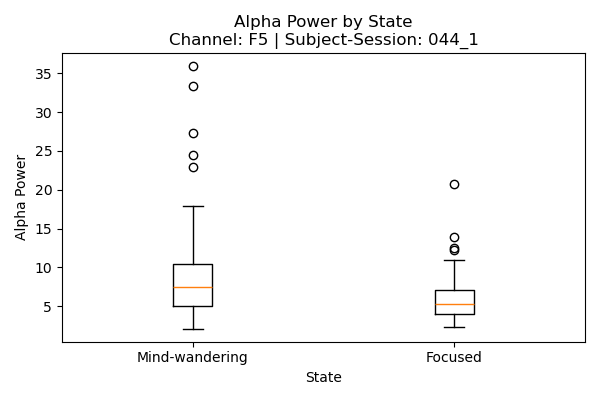 Alpha Power by State
Channel: F5 | Subject-Session: 044_1
Alpha Power
35
30
25
20
15
10
5
Mind-wandering
Focused
State